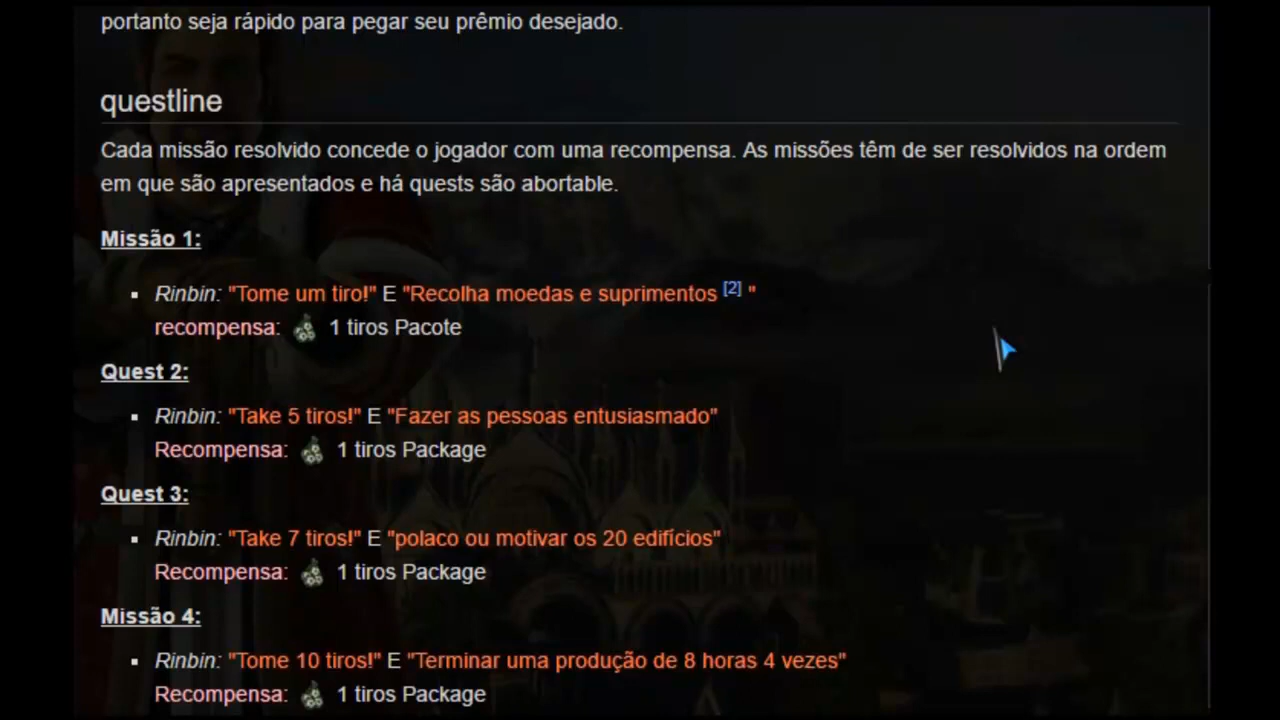 portanto seja rápido para pegar seu prêmio desejado.
questline
Cada missão resolvido concede o jogador com uma recompensa. As missões têm de ser resolvidos na ordem
em que são apresentados e há quests são abortable.
Missão 1:
Rinbin: "Tome um tiro!" E "Recolha moedas e suprimentos [2] "
recompensa: 1 tiros Pacote
Quest 2:
Rinbin: "Take 5 tiros!" E "Fazer as pessoas entusiasmado"
Recompensa: 1 tiros Package
Quest 3:
Rinbin: "Take 7 tiros!" E "polaco ou motivar os 20 edifícios"
Recompensa: 1 tiros Package
Missão 4:
Rinbin: "Tome 10 tiros!" E "Terminar uma produção de 8 horas 4 vezes"
Recompensa: 1 tiros Package